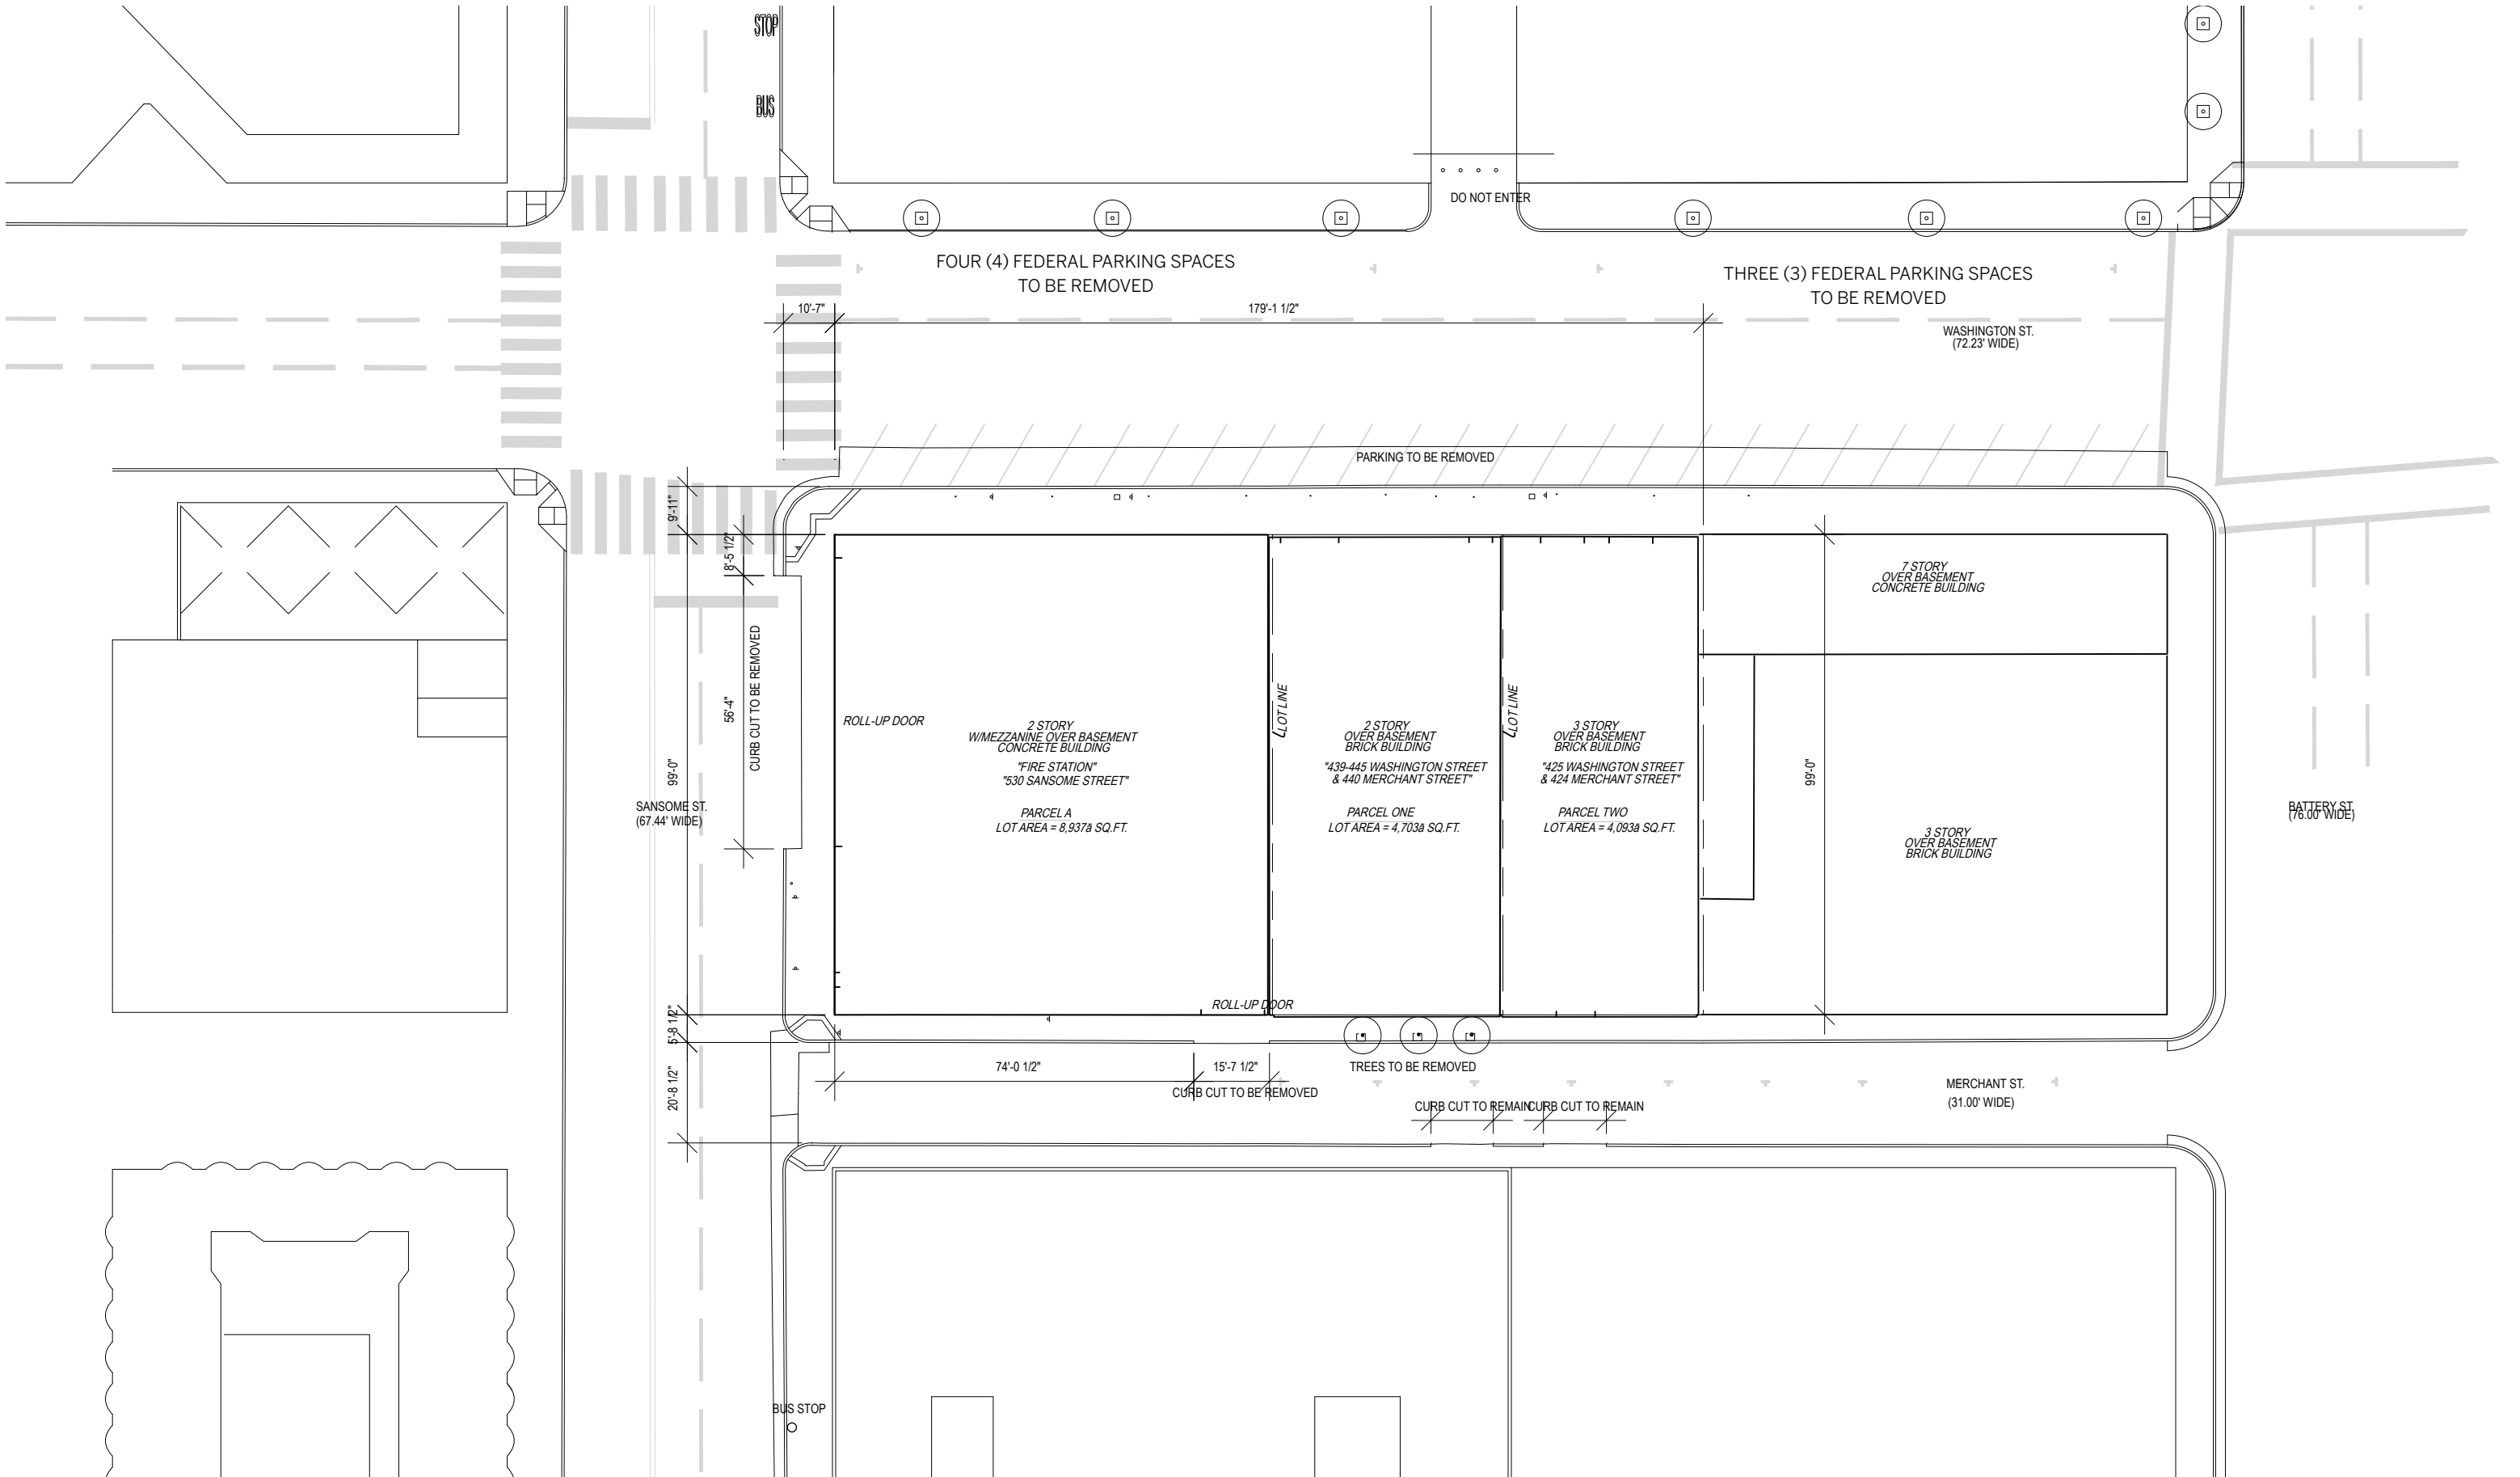 STOP
BUS
DO NOT ENTER
FOUR (4) FEDERAL PARKING SPACES
TO BE REMOVED
THREE (3) FEDERAL PARKING SPACES
TO BE REMOVED
10'-7"
179'-1 1/2"
WASHINGTON ST.
(72.23' WIDE)
PARKING TO BE REMOVED
9'-11"
8'-5 1/2"
7 STORY
OVER BASEMENT
CONCRETE BUILDING
CURB CUT TO BE REMOVED
56'-4"
99'-0"
SANSOME ST.
(67.44' WIDE)
ROLL-UP DOOR
2 STORY
W/MEZZANINE OVER BASEMENT
CONCRETE BUILDING
"FIRE STATION"
"530 SANSOME STREET"
PARCEL A
LOT AREA = 8,937â SQ.FT.
LOT LINE
2 STORY
OVER BASEMENT
BRICK BUILDING
"439-445 WASHINGTON STREET
& 440 MERCHANT STREET"
PARCEL ONE
LOT AREA = 4,703â SQ.FT.
LOT LINE
3 STORY
OVER BASEMENT
BRICK BUILDING
"425 WASHINGTON STREET
& 424 MERCHANT STREET"
PARCEL TWO
LOT AREA = 4,093â SQ.FT.
99'-0"
3 STORY
OVER BASEMENT
BRICK BUILDING
BATTERY ST.
(76.00' WIDE)
ROLL-UP DOOR
5'-8 1/2"
20'-8 1/2"
74'-0 1/2"
15'-7 1/2"
CURB CUT TO BE REMOVED
TREES TO BE REMOVED
CURB CUT TO REMAIN
CURB CUT TO REMAIN
MERCHANT ST.
(31.00' WIDE)
BUS STOP